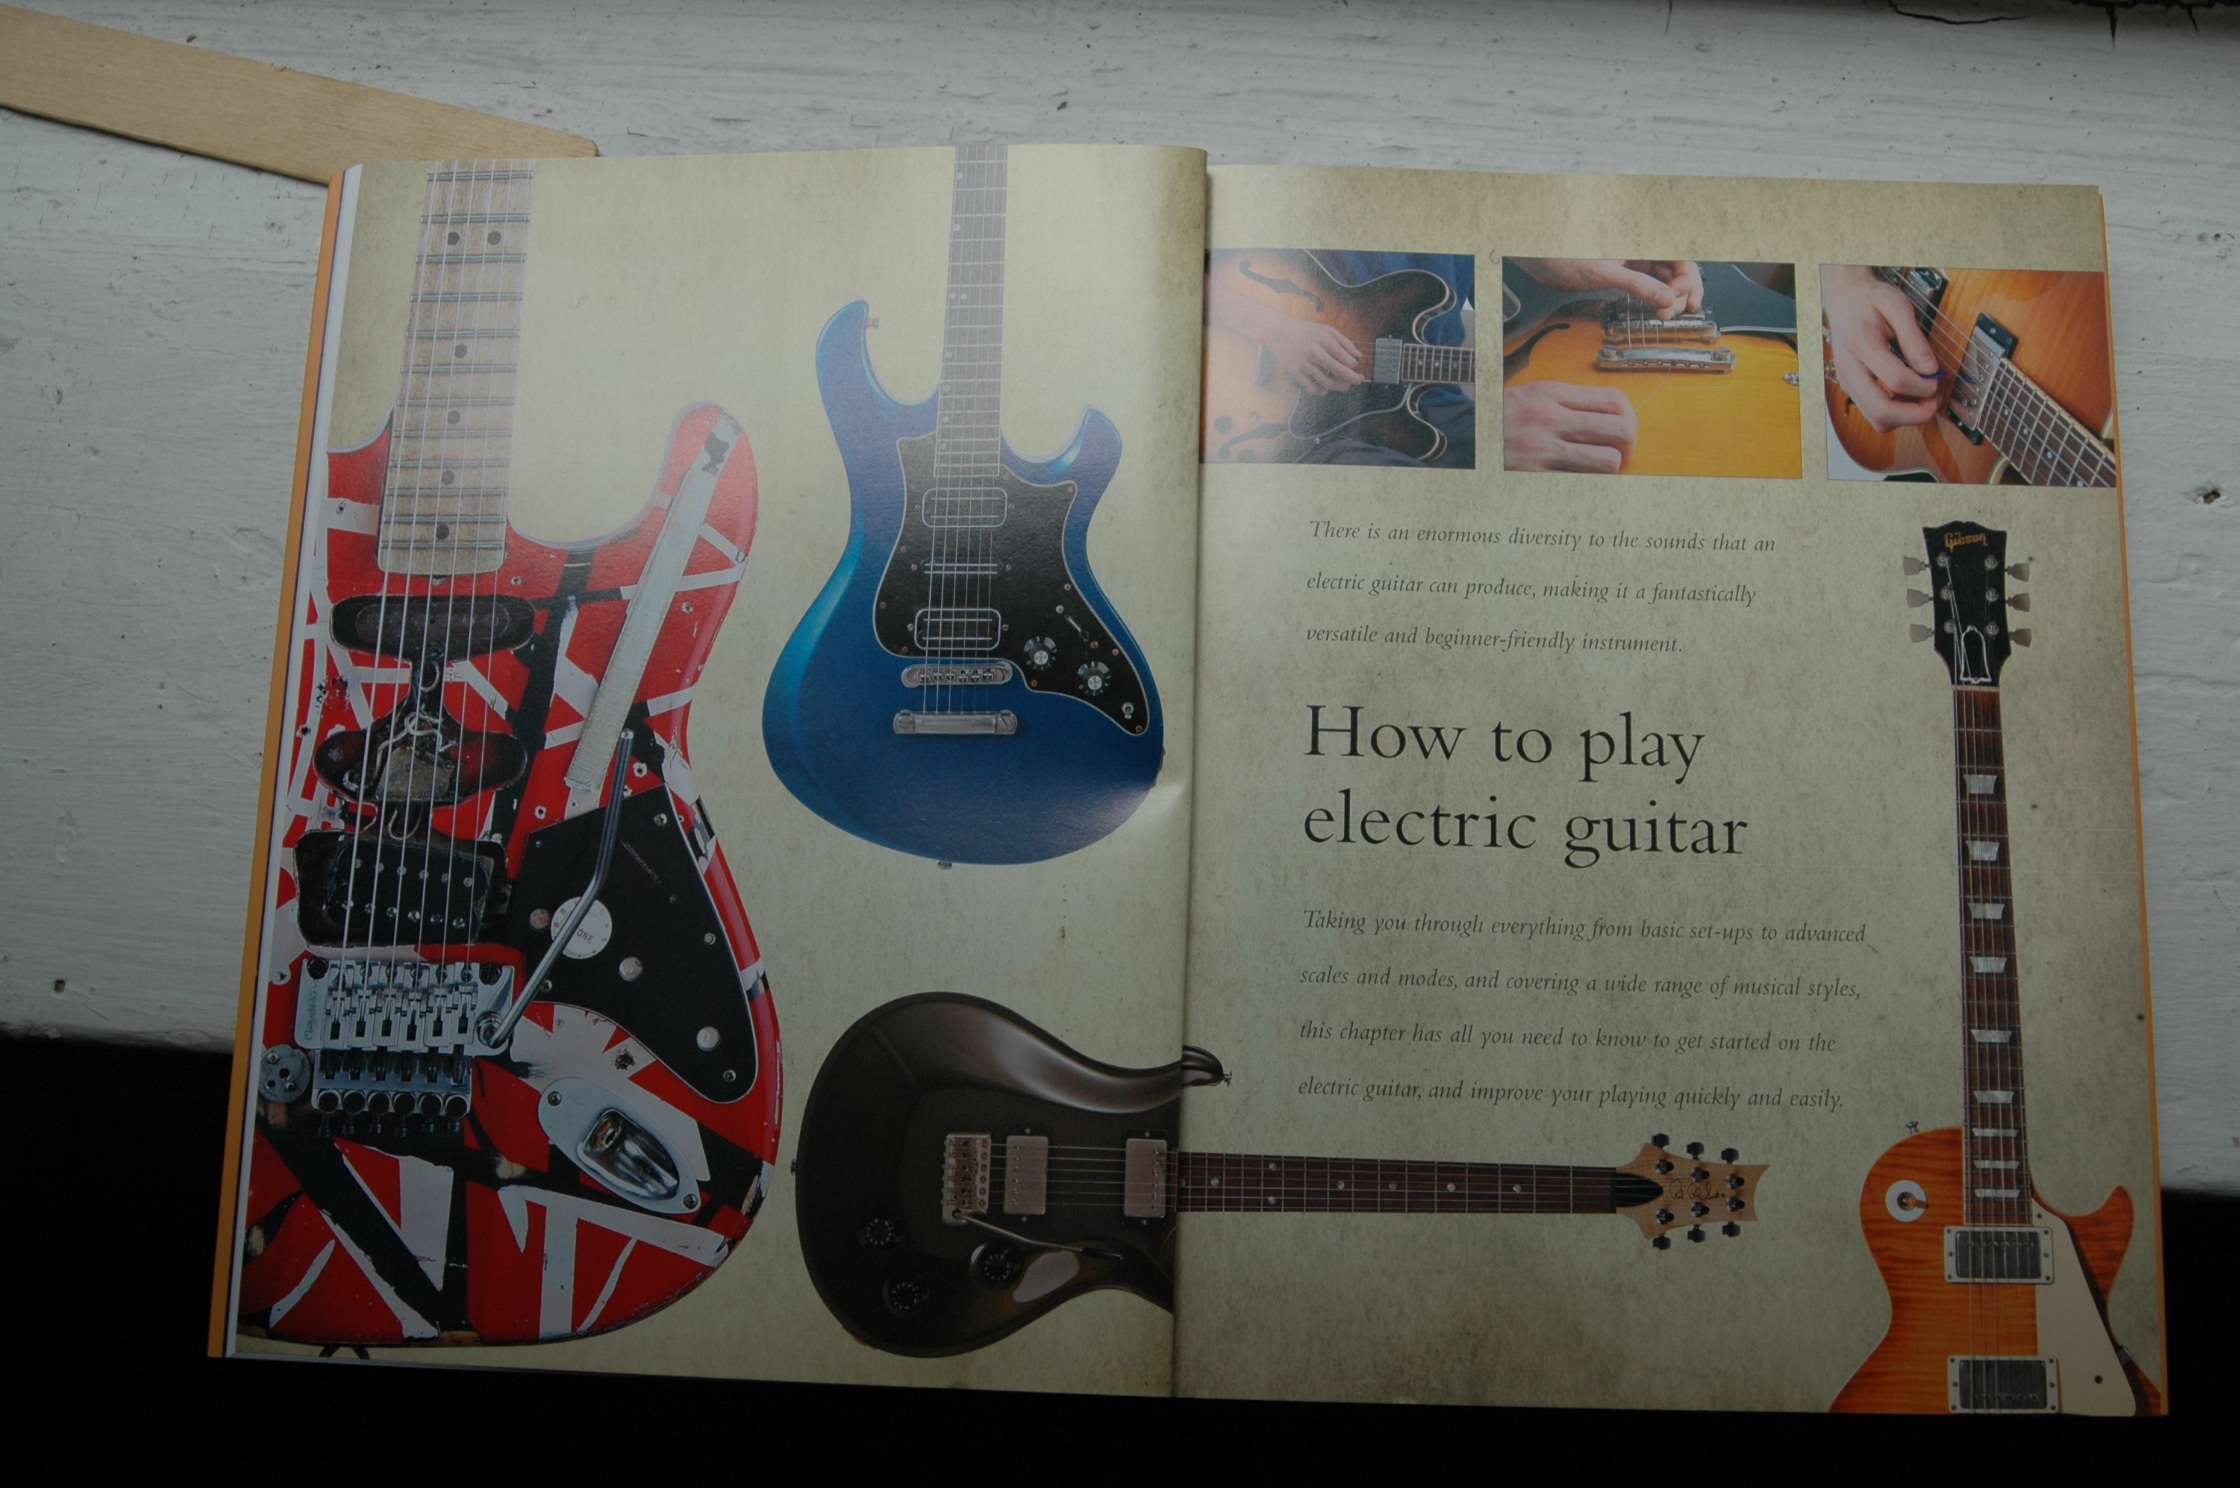 There is an enormous diversity to the sounds that an
electric guitar can produce, making it a fantastically
versatile and beginner-friendly instrument.
Gibson
How to play
electric guitar
Taking you through everything from basic set-ups to advanced
scales and modes, and covering a wide range of musical styles,
this chapter has all you need to know to get started on the
electric guitar, and improve your playing quickly and easily.
TONE